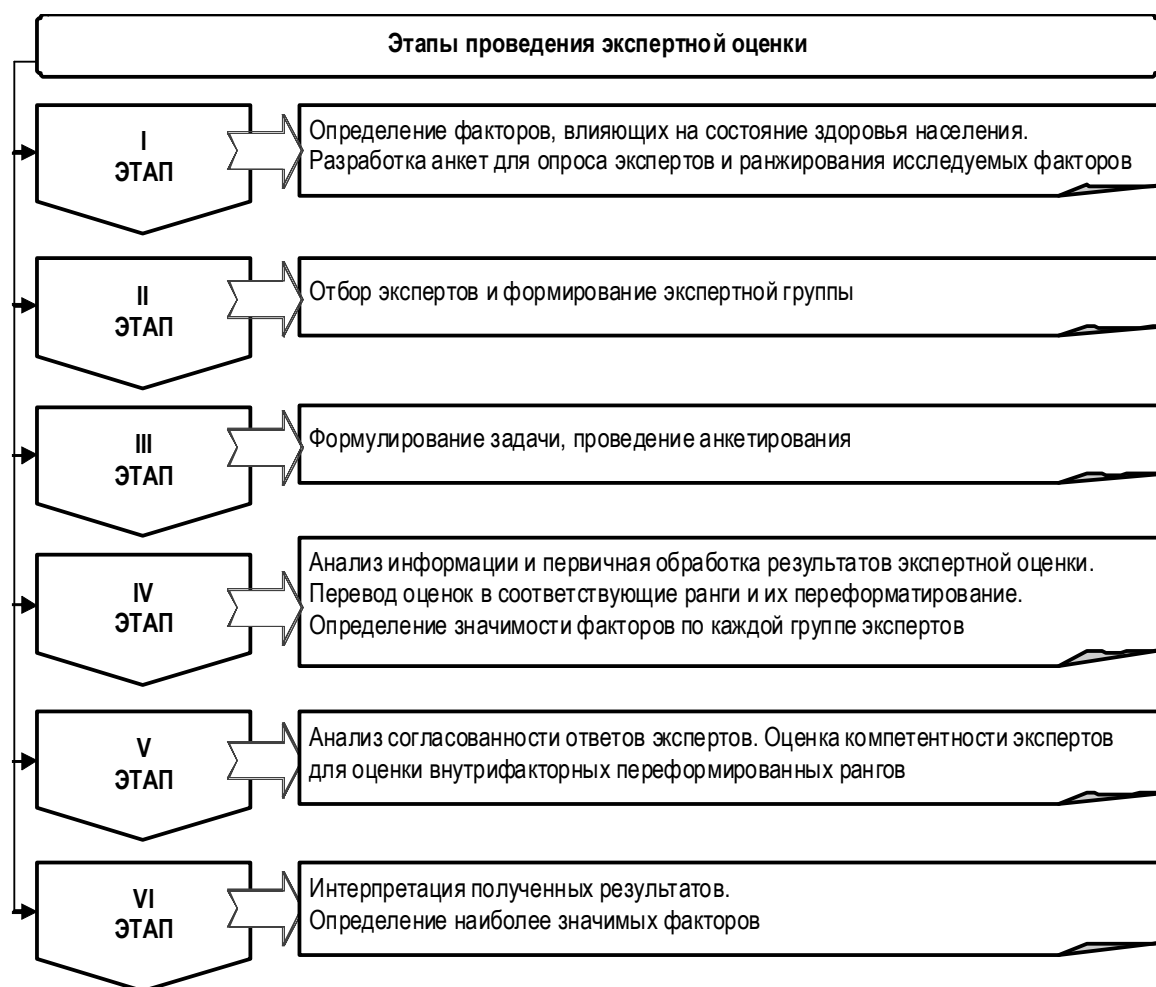 Этапы проведения экспертной оценки
I
ЭТАП
Определение факторов, влияющих на состояние здоровья населения.
Разработка анкет для опроса экспертов и ранжирования исследуемых факторов
II
ЭТАП
Отбор экспертов и формирование экспертной группы
III
ЭТАП
Формулирование задачи, проведение анкетирования
IV
ЭТАП
Анализ информации и первичная обработка результатов экспертной оценки.
Перевод оценок в соответствующие ранги и их переформатирование.
Определение значимости факторов по каждой группе экспертов
V
ЭТАП
Анализ согласованности ответов экспертов. Оценка компетентности экспертов
для оценки внутрифакторных переформированных рангов
VI
ЭТАП
Интерпретация полученных результатов.
Определение наиболее значимых факторов